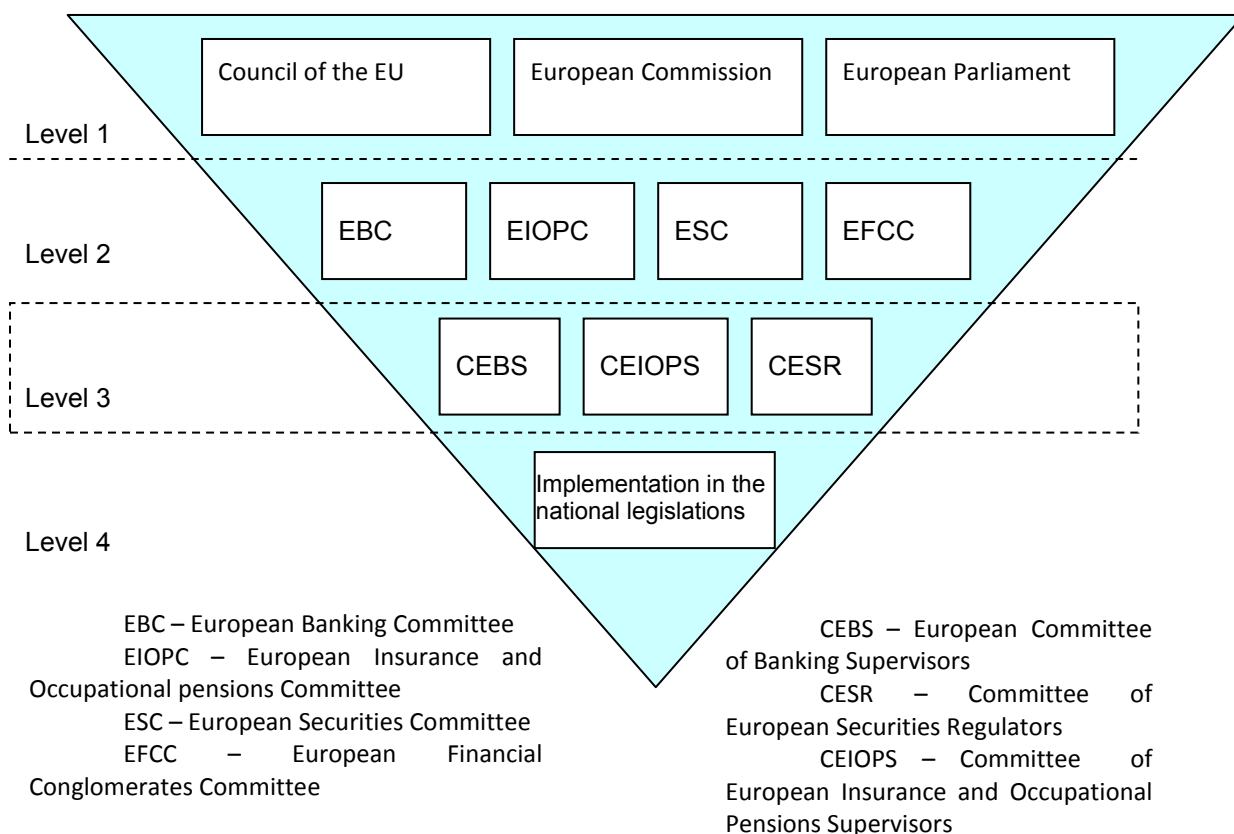 Council of the EU
European Commission
European Parliament
Level 1
EBC
EIOPC
ESC
EFCC
Level 2
CEBS
CEIOPS
CESR
Level 3
Implementation in the
national legislations
Level 4
EBC – European Banking Committee
EIOPC – European Insurance and
Occupational pensions Committee
ESC – European Securities Committee
EFCC – European Financial
Conglomerates Committee
CEBS – European Committee
of Banking Supervisors
CESR – Committee of
European Securities Regulators
CEIOPS – Committee of
European Insurance and Occupational
Pensions Supervisors